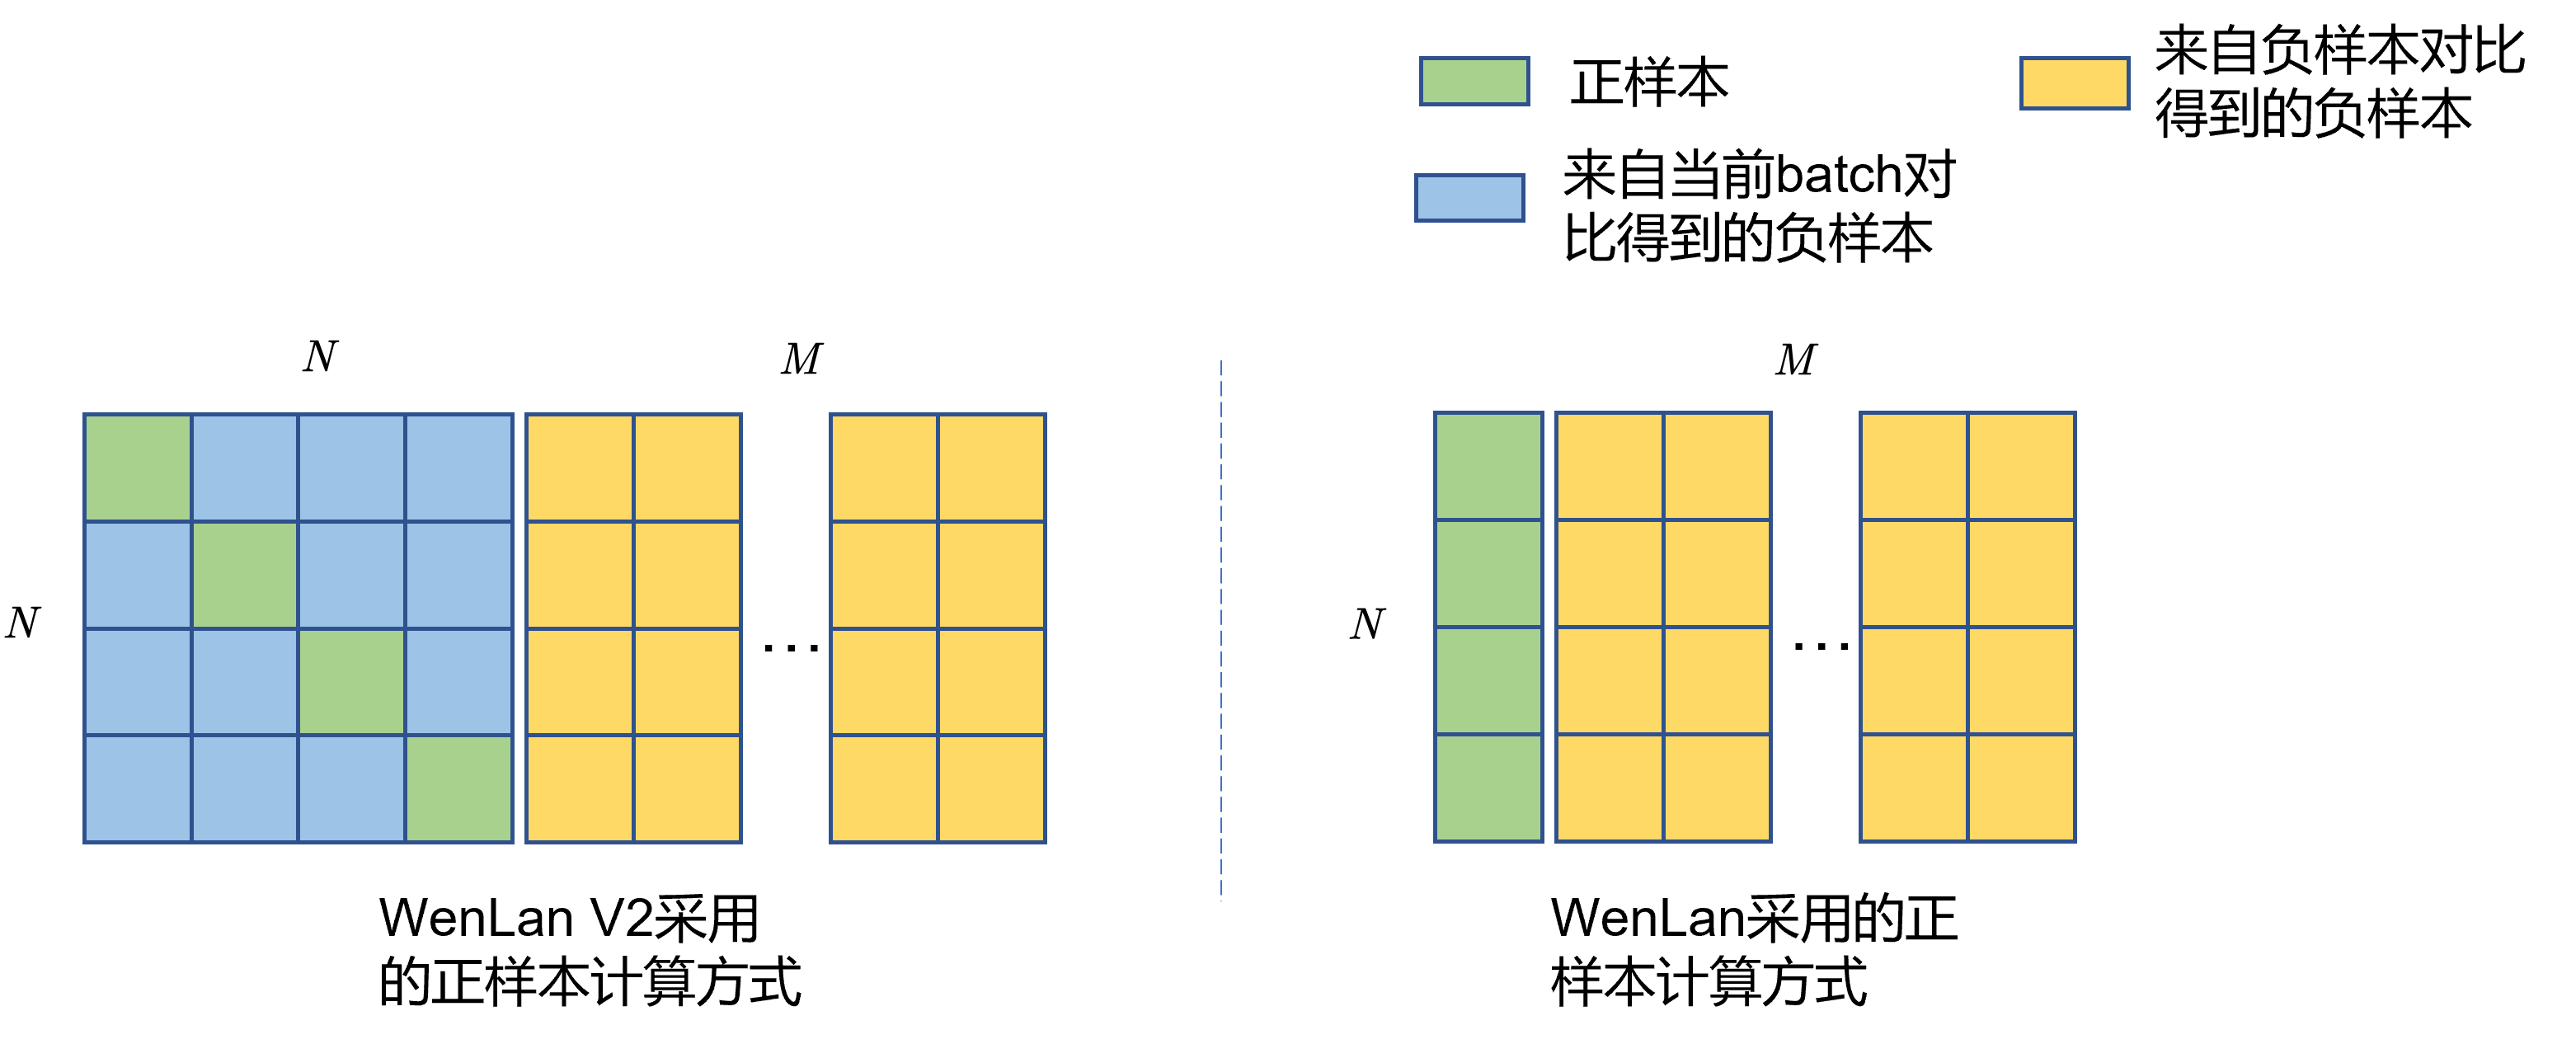 正样本
来自负样本对比
得到的负样本
来自当前batch对
比得到的负样本
N
M
N
...
WenLan V2采用
的正样本计算方式
M
N
...
WenLan采用的正
样本计算方式